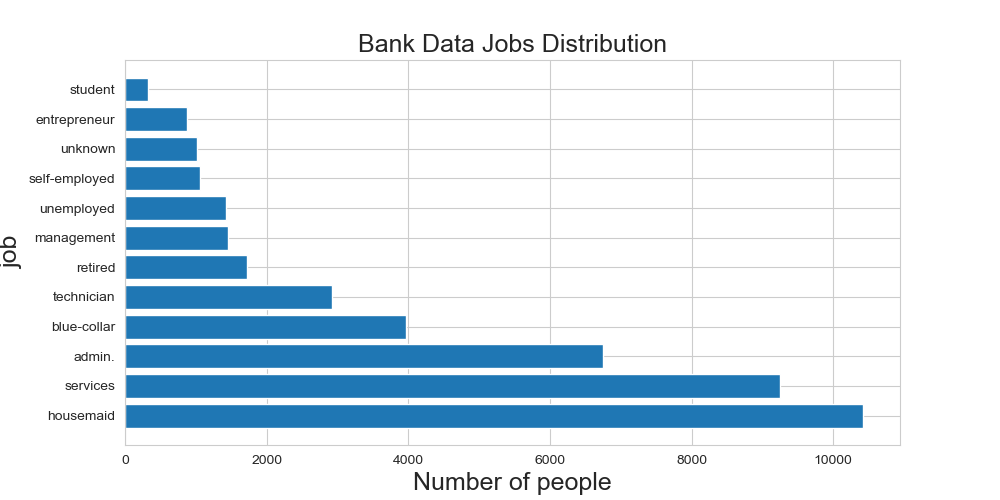 Bank Data Jobs Distribution
student
entrepreneur
unknown
self-employed
unemployed
management
retired
technician
blue-collar
admin.
services
housemaid
job
0 2000 4000 6000 8000 10000
Number of people